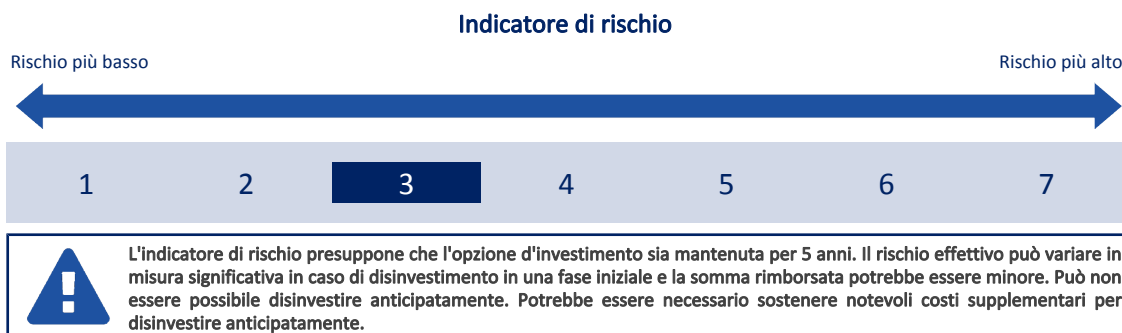 Indicatore di rischio
Rischio più basso
Rischio più alto
1 2 3 4 5 6 7
L'indicatore di rischio presuppone che l'opzione d'investimento sia mantenuta per 5 anni. Il rischio effettivo può variare in
misura significativa in caso di disinvestimento in una fase iniziale e la somma rimborsata potrebbe essere minore. Può non
essere possibile disinvestire anticipatamente. Potrebbe essere necessario sostenere notevoli costi supplementari per
disinvestire anticipatamente.